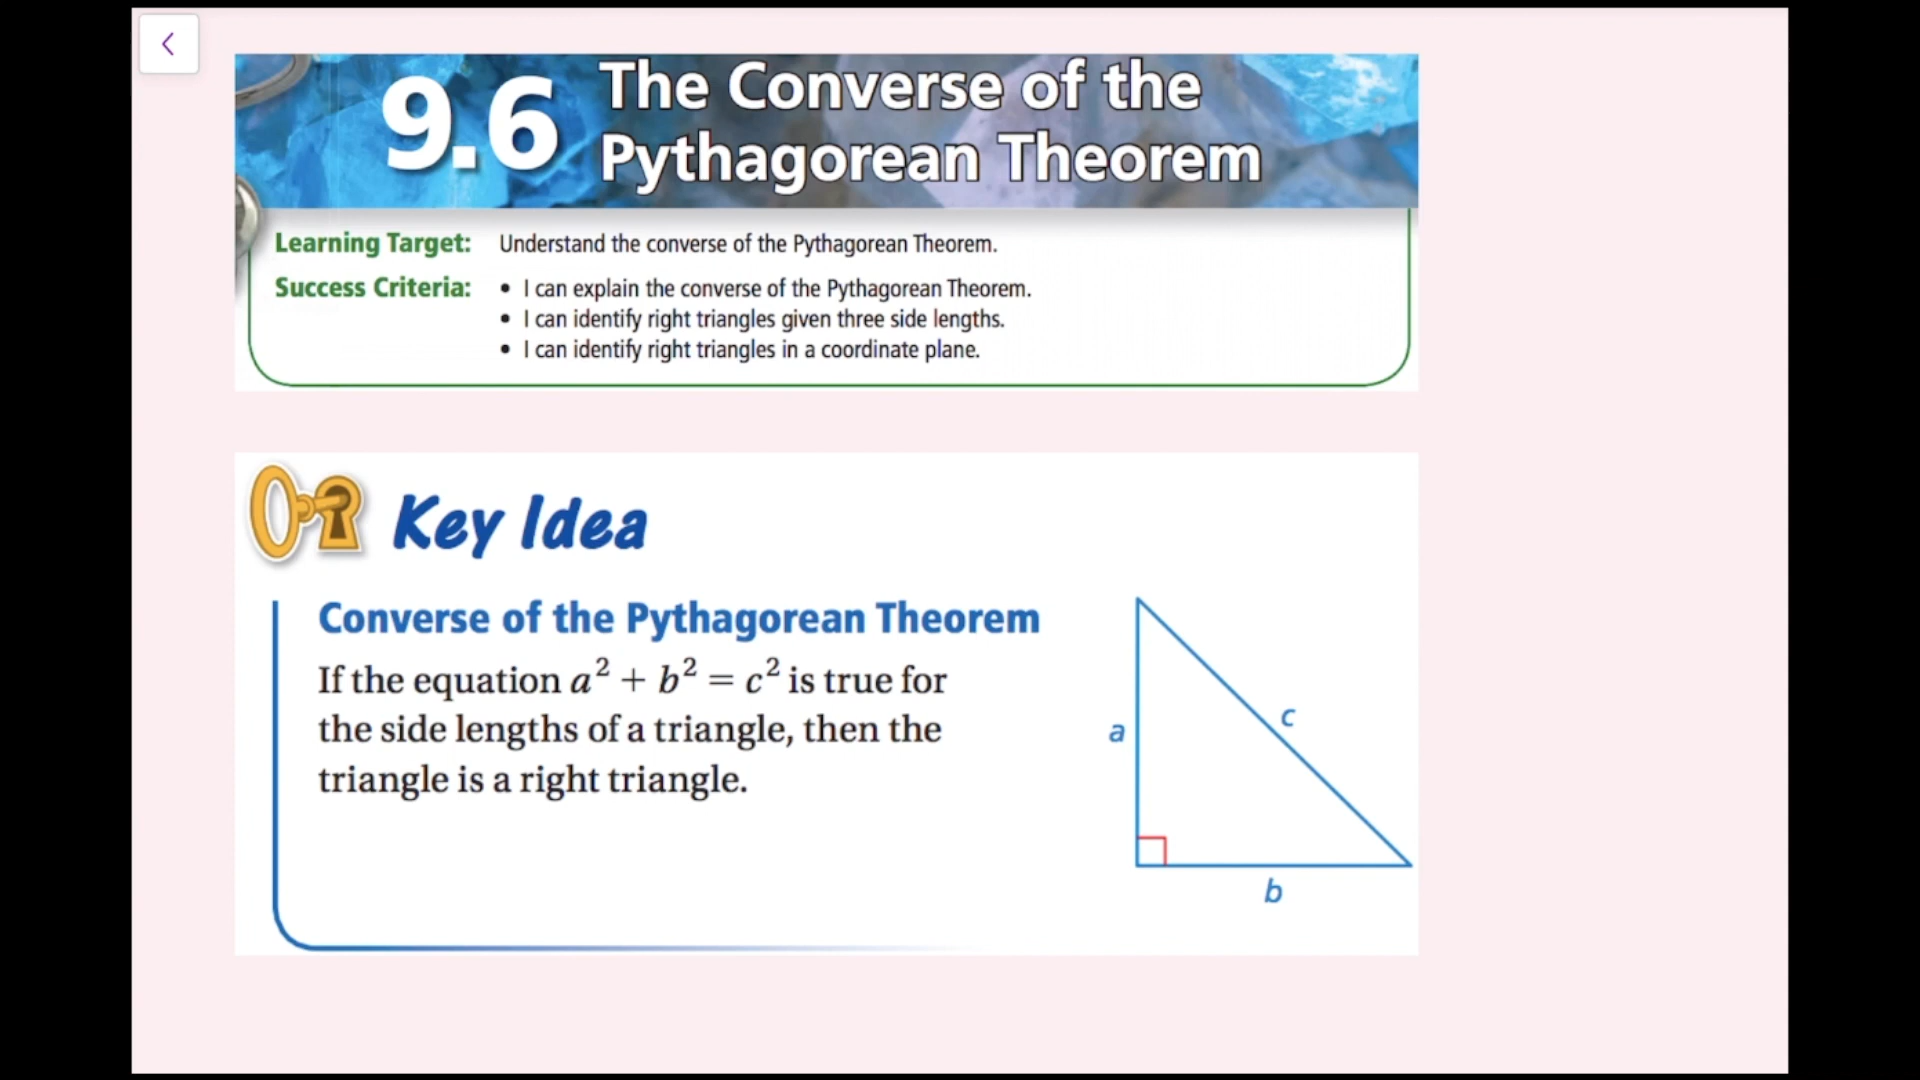 9.6 The Converse of the
Pythagorean Theorem
Learning Target: Understand the converse of the Pythagorean Theorem.
Success Criteria: • I can explain the converse of the Pythagorean Theorem.
• I can identify right triangles given three side lengths.
• I can identify right triangles in a coordinate plane.
Key Idea
Converse of the Pythagorean Theorem
If the equation a² + b² = c² is true for
the side lengths of a triangle, then the
triangle is a right triangle.
a
c
b